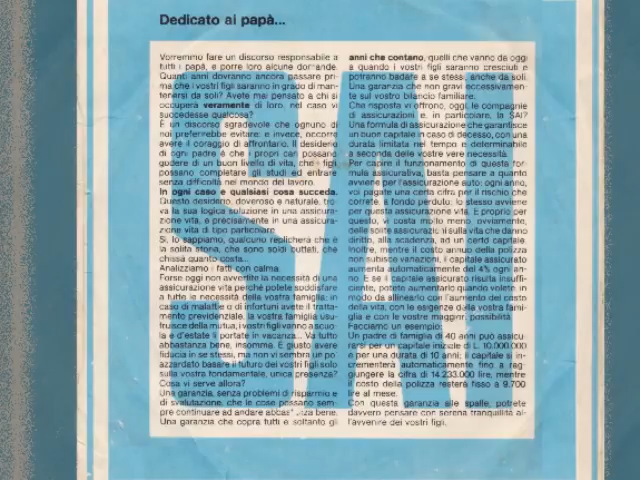 Dedicato ai papà...
Vorremmo fare un discorso responsabile a
tutti i papà, e porre loro alcune domande.
Quanti anni dovranno ancora passare pri-
ma che i vostri figli saranno in grado di man-
tenersi da soli? Avete mai pensato a chi si
occuperà veramente di loro, nel caso vi
succedesse qualcosa?
È un discorso sgradevole che ognuno di
noi preferirebbe evitare: e invece, occorre
avere il coraggio di affrontarlo. Il desiderio
di ogni padre è che i propri cari possano
godere di un buon livello di vita, che i figli
possano completare gli studi ed entrare
senza difficoltà nel mondo del lavoro.
In ogni caso e qualsiasi cosa succeda.
Questo desiderio, doveroso e naturale, tro-
va la sua logica soluzione in una assicura-
zione vita, e precisamente in una assicura-
zione vita di tipo particolare.
Sì, lo sappiamo, qualcuno replicherà che è
la solita storia, che sono soldi buttati, che
chissà quanto costa...
Analizziamo i fatti con calma.
Forse oggi non avvertite la necessità di una
assicurazione vita perché potete soddisfare
a tutte le necessità della vostra famiglia: in
caso di malattie o di infortuni avete il tratta-
mento previdenziale, la vostra famiglia usu-
fruisce della mutua, i vostri figli vanno a scuo-
la e d'estate li portate in vacanza... Va tutto
abbastanza bene, insomma. È giusto avere
fiducia in se stessi, ma non vi sembra un po'
azzardato basare il futuro dei vostri figli solo
sulla vostra fondamentale, unica presenza?
Cosa vi serve allora?
Una garanzia, senza problemi di risparmio e
di svalutazione, che le cose possano sem-
pre continuare ad andare abbastanza bene.
Una garanzia che copra tutti e soltanto gli
anni che contano, quelli che vanno da oggi
a quando i vostri figli saranno cresciuti e
potranno badare a se stessi anche da soli.
Una garanzia che non gravi eccessivamen-
te sul vostro bilancio familiare.
Che risposta vi offrono, oggi, le compagnie
di assicurazioni e, in particolare, la SAI?
Una formula di assicurazione che garantisce
un buon capitale in caso di decesso, con una
durata limitata nel tempo e determinabile
a seconda delle vostre vere necessità.
Per capire il funzionamento di questa for-
mula assicurativa, basta pensare a quanto
avviene per l'assicurazione auto: ogni anno,
voi pagate una certa cifra per il rischio che
correte, a fondo perduto; lo stesso avviene
per questa assicurazione vita. E proprio per
questo, vi costa molto meno, ovviamente,
delle altre assicurazioni sulla vita che danno
diritto, alla scadenza, ad un certo capitale.
Inoltre, mentre il costo annuo della polizza
non subisce variazioni, il capitale assicurato
aumenta automaticamente del 4% ogni an-
no. E se il capitale assicurato risulta insuffi-
ciente, potete aumentarlo quando volete in
modo da allinearlo con l'aumento del costo
della vita, con le esigenze della vostra fami-
glia e con le vostre maggiori possibilità.
Facciamo un esempio:
Un padre di famiglia di 40 anni può assicu-
rarsi per un capitale iniziale di L. 10.000.000
e per una durata di 10 anni; il capitale si in-
crementerà automaticamente fino a rag-
giungere la cifra di 14.233.000 lire, mentre
il costo della polizza resterà fisso a 9.700
lire al mese.
Con questa garanzia alle spalle, potrete
davvero pensare con serena tranquillità al-
l'avvenire dei vostri figli.
SAI